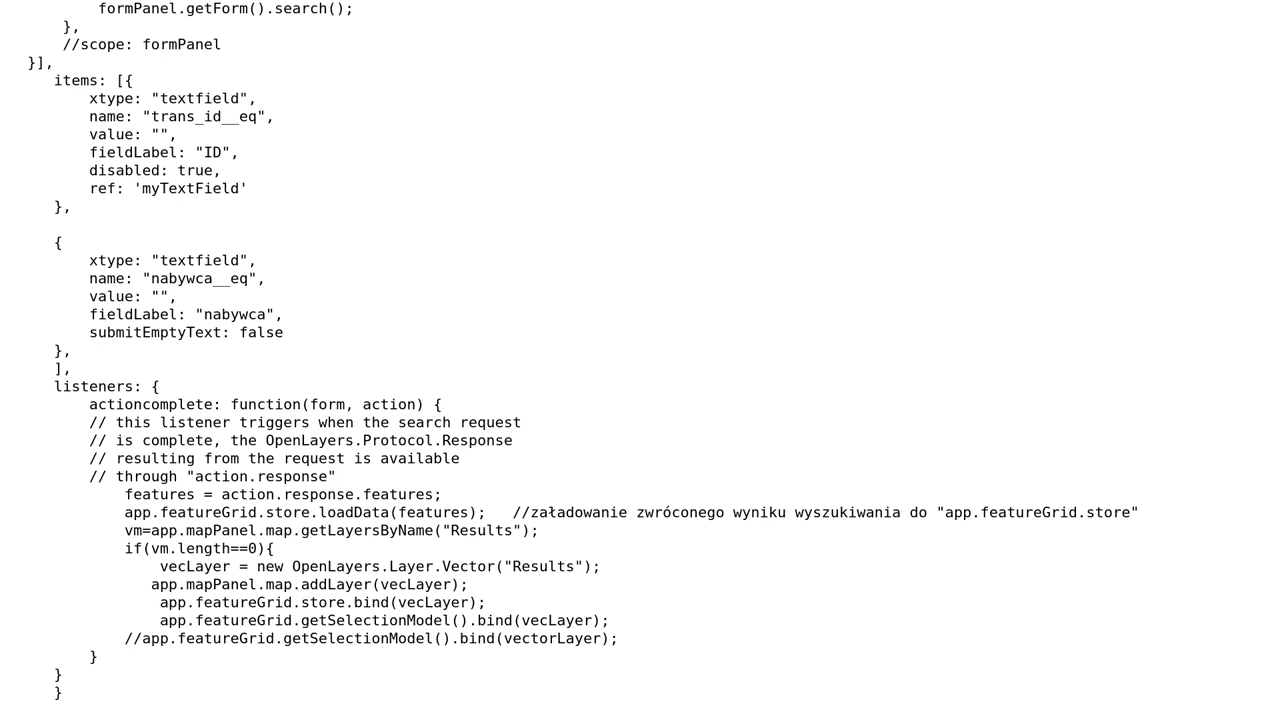 formPanel.getForm().search();
},
//scope: formPanel
}],
items: [{
xtype: "textfield",
name: "trans_id__eq",
value: "",
fieldLabel: "ID",
disabled: true,
ref: 'myTextField'
},
{
xtype: "textfield",
name: "nabywca__eq",
value: "",
fieldLabel: "nabywca",
submitEmptyText: false
},
],
listeners: {
actioncomplete: function(form, action) {
// this listener triggers when the search request
// is complete, the OpenLayers.Protocol.Response
// resulting from the request is available
// through "action.response"
features = action.response.features;
app.featureGrid.store.loadData(features);   //załadowanie zwróconego wyniku wyszukiwania do "app.featureGrid.store"
vm=app.mapPanel.map.getLayersByName("Results");
if(vm.length==0){
vecLayer = new OpenLayers.Layer.Vector("Results");
app.mapPanel.map.addLayer(vecLayer);
app.featureGrid.store.bind(vecLayer);
app.featureGrid.getSelectionModel().bind(vecLayer);
//app.featureGrid.getSelectionModel().bind(vectorLayer);
}
}
}